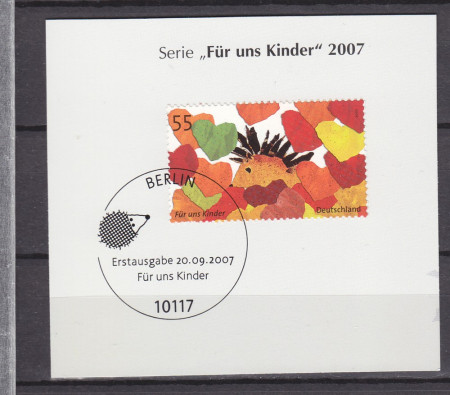 Serie „Für uns Kinder“ 2007
55
Für uns Kinder
Deutschland
BERLIN
Erstausgabe 20.09.2007
Für uns Kinder
10117